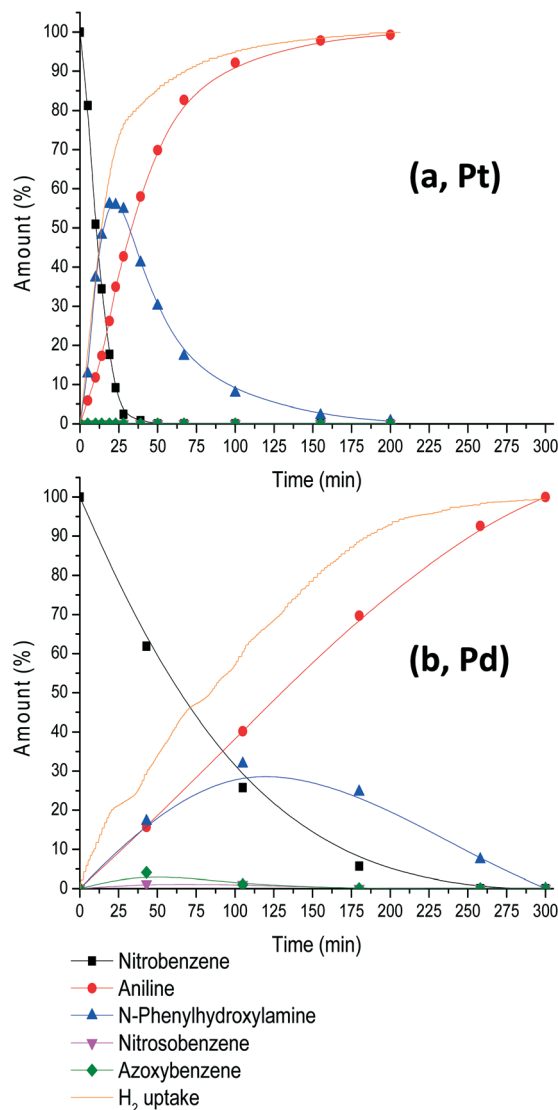 100
90
80
70
60
50
40
30
20
10
0
Amount (%)
(a, Pt)
0 25 50 75 100 125 150 175 200 225 250 275 300
Time (min)
100
90
80
70
60
50
40
30
20
10
0
Amount (%)
(b, Pd)
0 25 50 75 100 125 150 175 200 225 250 275 300
Time (min)
Nitrobenzene
Aniline
N-Phenylhydroxylamine
Nitrosobenzene
Azoxybenzene
H₂ uptake